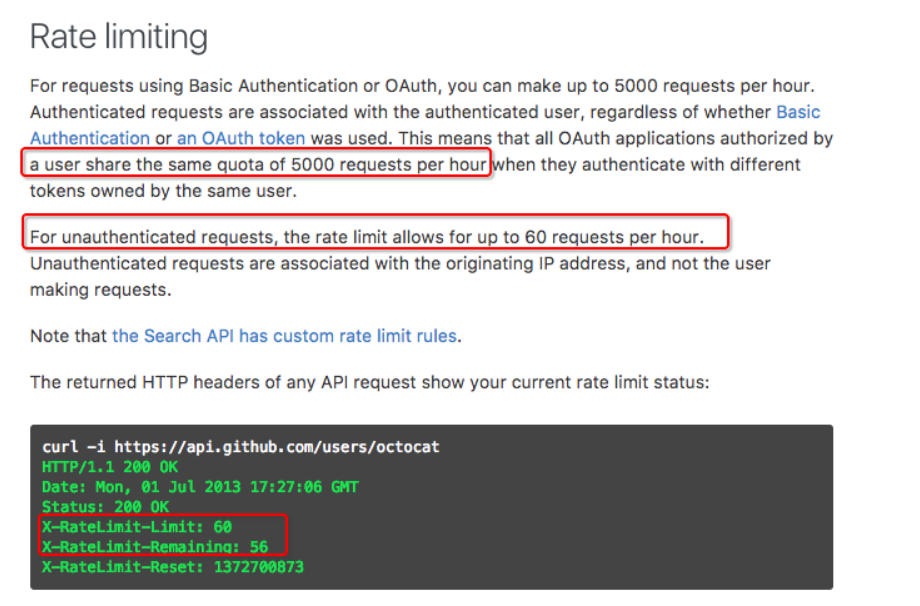 Rate limiting
For requests using Basic Authentication or OAuth, you can make up to 5000 requests per hour.
Authenticated requests are associated with the authenticated user, regardless of whether Basic
Authentication or an OAuth token was used. This means that all OAuth applications authorized by
a user share the same quota of 5000 requests per hour when they authenticate with different
tokens owned by the same user.
For unauthenticated requests, the rate limit allows for up to 60 requests per hour.
Unauthenticated requests are associated with the originating IP address, and not the user
making requests.
Note that the Search API has custom rate limit rules.
The returned HTTP headers of any API request show your current rate limit status:
curl -i https://api.github.com/users/octocat
HTTP/1.1 200 OK
Date: Mon, 01 Jul 2013 17:27:06 GMT
Status: 200 OK
X-RateLimit-Limit: 60
X-RateLimit-Remaining: 56
X-RateLimit-Reset: 1372700873